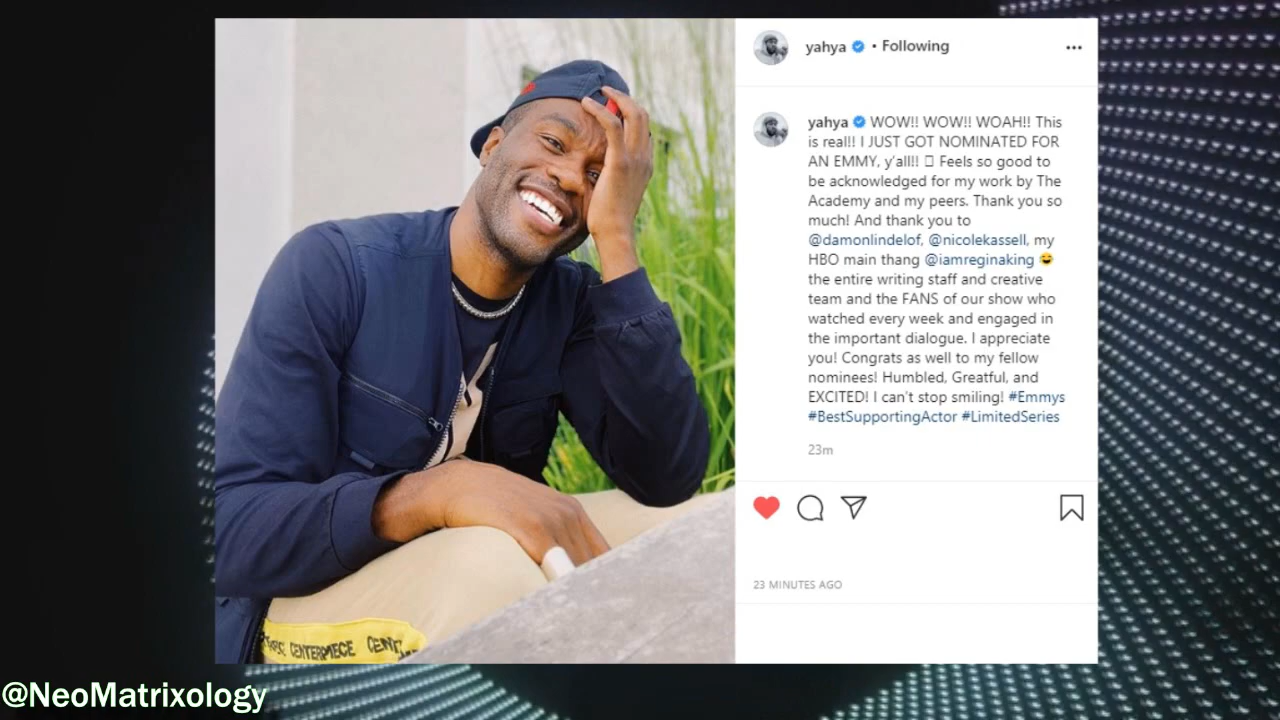 yahya • Following
yahya WOW!! WOW!! WOAH!! This
is real!! I JUST GOT NOMINATED FOR
AN EMMY, y'all!! Feels so good to
be acknowledged for my work by The
Academy and my peers. Thank you so
much! And thank you to
@damonlindelof, @nicolekassell, my
HBO main thang @iamreginaking 😂
the entire writing staff and creative
team and the FANS of our show who
watched every week and engaged in
the important dialogue. I appreciate
you! Congrats as well to my fellow
nominees! Humbled, Greatful, and
EXCITED! I can't stop smiling! #Emmys
#BestSupportingActor #LimitedSeries
23m
23 MINUTES AGO
CENTERPIECE
@NeoMatrixology